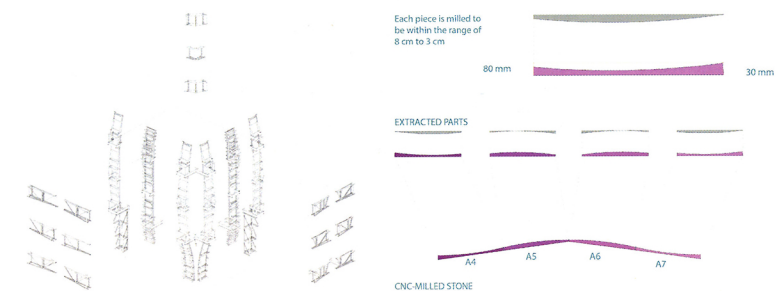 Each piece is milled to
be within the range of
8 cm to 3 cm
80 mm
30 mm
EXTRACTED PARTS
A4
A5
A6
A7
CNC-MILLED STONE